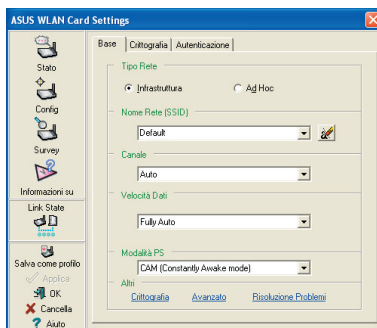 ASUS WLAN Card Settings
Stato
Config
Survey
Informazioni su
Link State
Salva come profilo
Applica
OK
Cancella
? Aiuto
Base Crittografia Autenticazione
Tipo Rete
Infrastruttura Ad Hoc
Nome Rete (SSID)
Default
Canale
Auto
Velocità Dati
Fully Auto
Modalità PS
CAM (Constantly Awake mode)
Altri
Crittografia Avanzato Risoluzione Problemi